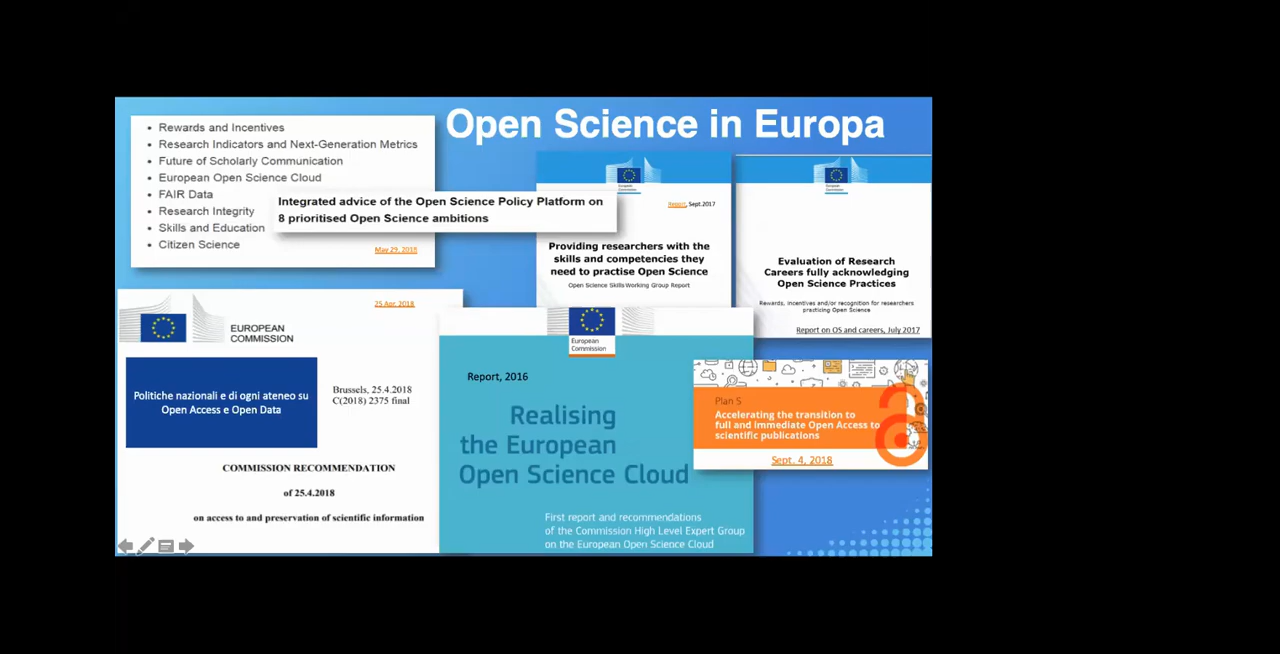 Open Science in Europa
Rewards and Incentives
Research Indicators and Next-Generation Metrics
Future of Scholarly Communication
European Open Science Cloud
FAIR Data
Research Integrity
Skills and Education
Citizen Science
May 29, 2018
Integrated advice of the Open Science Policy Platform on
8 prioritised Open Science ambitions
European
Commission
Report, Sept.2017
Providing researchers with the
skills and competencies they
need to practise Open Science
Open Science Skills Working Group Report
European
Commission
Evaluation of Research
Careers fully acknowledging
Open Science Practices
Rewards, incentives and/or recognition for researchers
practicing Open Science
Report on OS and careers, July 2017
25 Apr. 2018
EUROPEAN
COMMISSION
Politiche nazionali e di ogni ateneo su
Open Access e Open Data
Brussels, 25.4.2018
C(2018) 2375 final
COMMISSION RECOMMENDATION
of 25.4.2018
on access to and preservation of scientific information
European
Commission
Report, 2016
Realising
the European
Open Science Cloud
First report and recommendations
of the Commission High Level Expert Group
on the European Open Science Cloud
Plan S
Accelerating the transition to
full and immediate Open Access to
scientific publications
Sept. 4, 2018